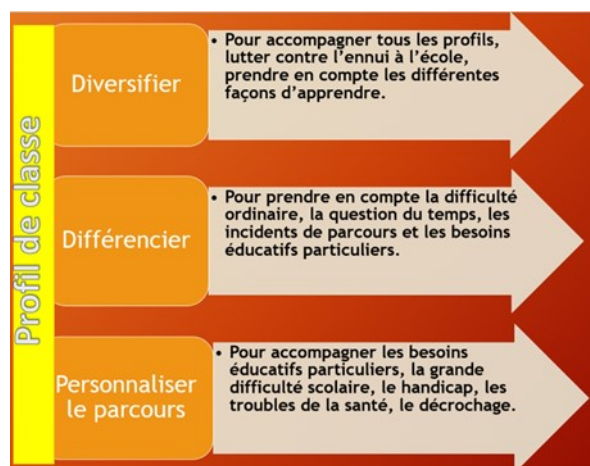 Profil de classe
Diversifier
• Pour accompagner tous les profils,
lutter contre l'ennui à l'école,
prendre en compte les différentes
façons d'apprendre.
Différencier
• Pour prendre en compte la difficulté
ordinaire, la question du temps, les
incidents de parcours et les besoins
éducatifs particuliers.
Personnaliser
le parcours
• Pour accompagner les besoins
éducatifs particuliers, la grande
difficulté scolaire, le handicap, les
troubles de la santé, le décrochage.